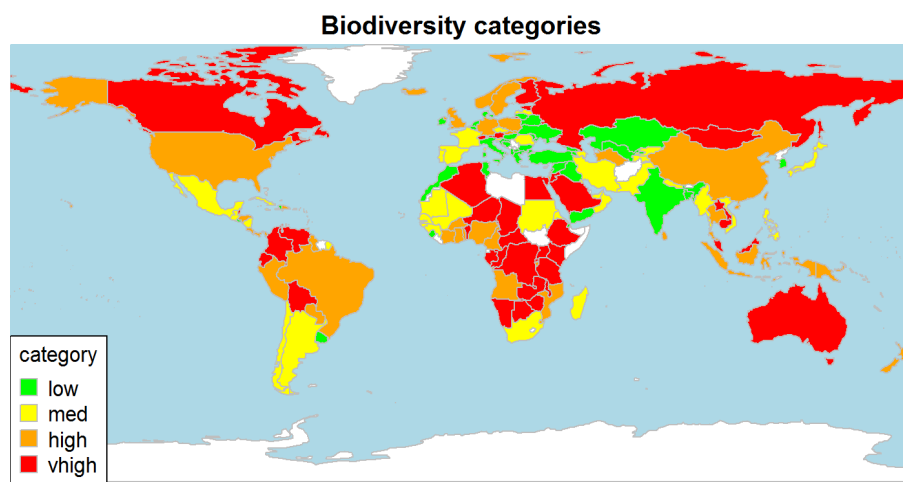 Biodiversity categories
category
low
med
high
vhigh